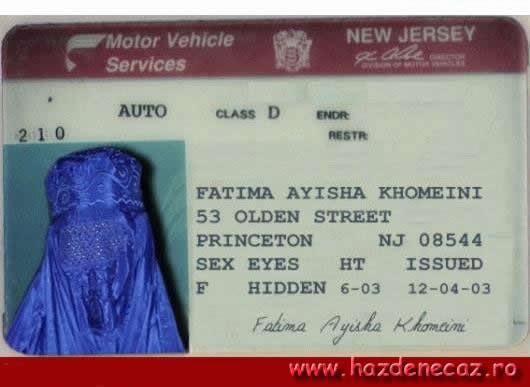 Motor Vehicle Services
NEW JERSEY
DIRECTOR
DIVISION OF MOTOR VEHICLES
AUTO CLASS D ENDR:
RESTR:
210
FATIMA AYISHA KHOMEINI
53 OLDEN STREET
PRINCETON NJ 08544
SEX EYES HT ISSUED
F HIDDEN 6-03 12-04-03
Fatima Ayisha Khomeini
www.hazdenecaz.ro